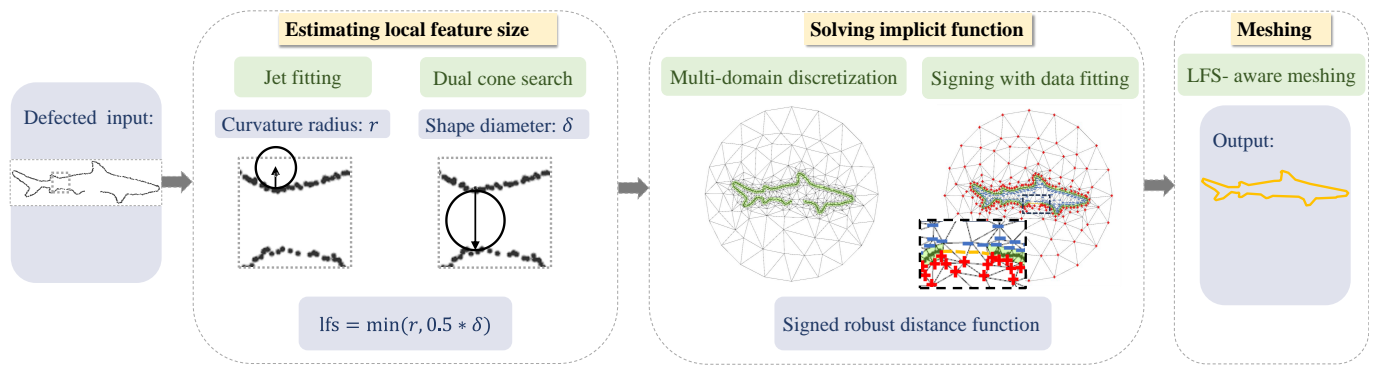 Defected input:
Estimating local feature size
Jet fitting
Dual cone search
Curvature radius: r
Shape diameter: δ
lfs = min(r, 0.5 * δ)
Solving implicit function
Multi-domain discretization
Signing with data fitting
Signed robust distance function
Meshing
LFS- aware meshing
Output: